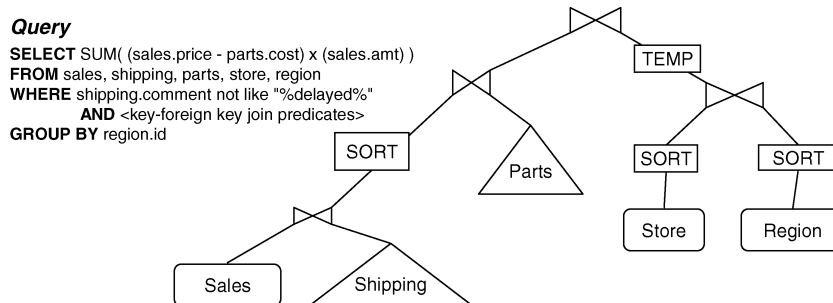 Query
SELECT SUM( (sales.price - parts.cost) x (sales.amt) )
FROM sales, shipping, parts, store, region
WHERE shipping.comment not like "%delayed%"
AND <key-foreign key join predicates>
GROUP BY region.id
TEMP
SORT
Parts
SORT
SORT
Store
Region
Sales
Shipping